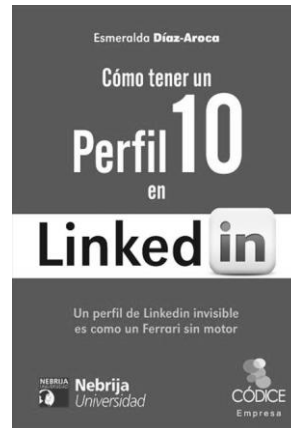 Esmeralda Díaz-Aroca
Cómo tener un
Perfil 10
en
Linked in
Un perfil de Linkedin invisible
es como un Ferrari sin motor
NEBRIJA
Nebrija
Universidad
CÓDICE
Empresa